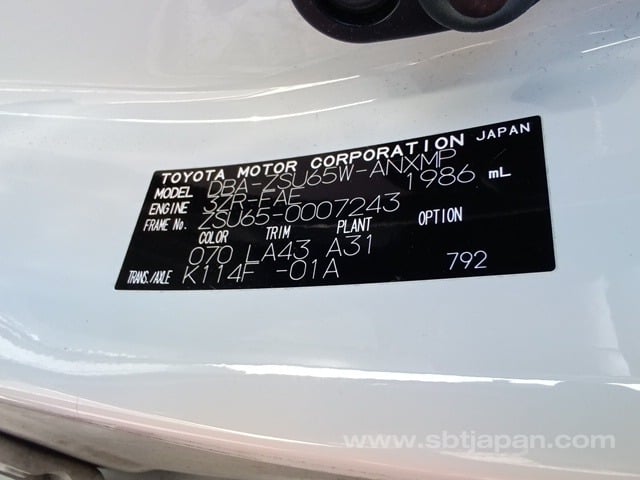 TOYOTA MOTOR CORPORATION JAPAN
MODEL DBA-ZSU65W-ANXMP
ENGINE 3ZR-FAE 1986 mL
FRAME No. ZSU65-0007243
COLOR TRIM PLANT OPTION
070 LA43 A31
TRANS./AXLE K114F -01A 792
www.sbtjapan.com